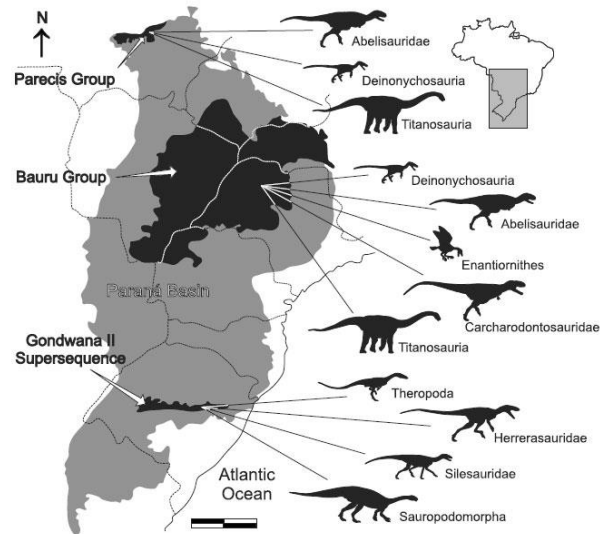 N
Parecis Group
Abelisauridae
Deinonychosauria
Titanosauria
Bauru Group
Deinonychosauria
Abelisauridae
Enantiornithes
Carcharodontosauridae
Titanosauria
Paraná Basin
Gondwana II
Supersequence
Theropoda
Herrerasauridae
Silesauridae
Sauropodomorpha
Atlantic
Ocean